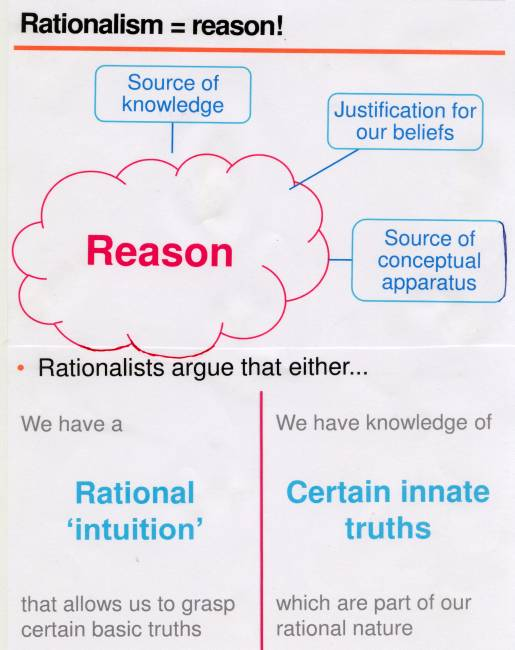 Rationalism = reason!
Source of
knowledge
Justification for
our beliefs
Reason
Source of
conceptual
apparatus
• Rationalists argue that either...
We have a
Rational
‘intuition’
that allows us to grasp
certain basic truths
We have knowledge of
Certain innate
truths
which are part of our
rational nature